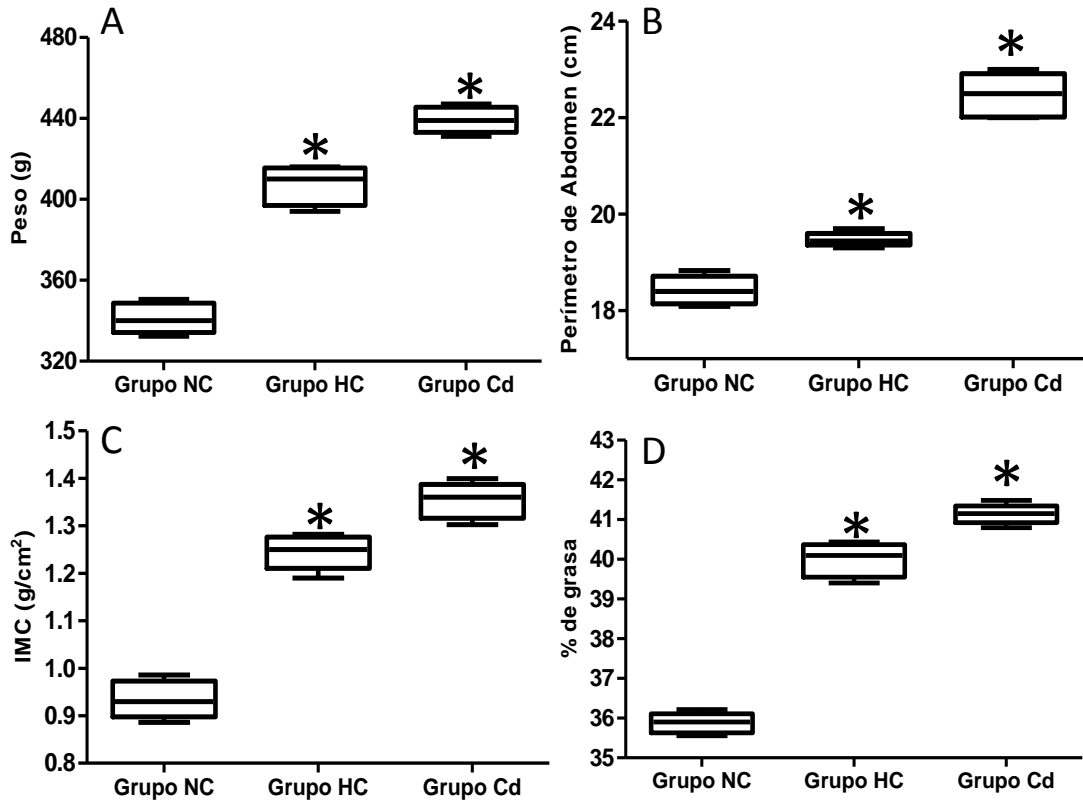 A
Peso (g)
480
440
400
360
320
*
*
Grupo NC
Grupo HC
Grupo Cd
B
Perímetro de Abdomen (cm)
24
22
20
18
*
*
Grupo NC
Grupo HC
Grupo Cd
C
IMC (g/cm²)
1.5
1.4
1.3
1.2
1.1
1.0
0.9
0.8
*
*
Grupo NC
Grupo HC
Grupo Cd
D
% de grasa
43
42
41
40
39
38
37
36
35
*
*
Grupo NC
Grupo HC
Grupo Cd